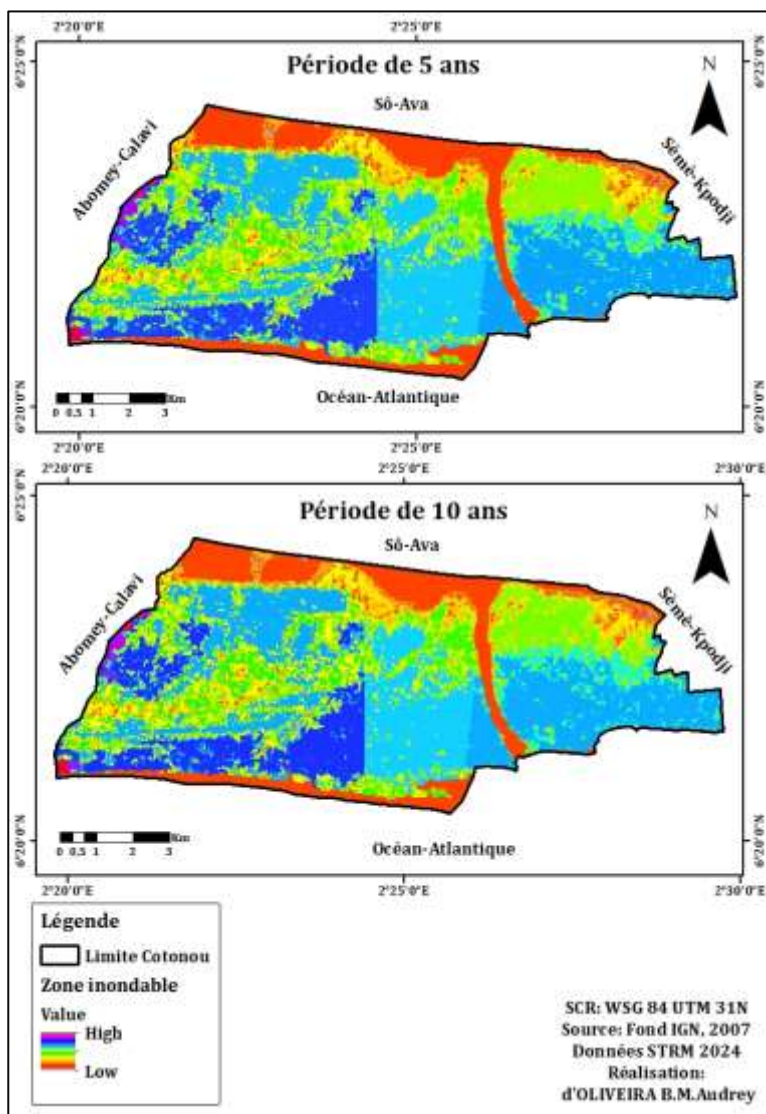 2°20'0"E 2°25'0"E
6°25'0"N 6°25'0"N
Période de 5 ans
N
Sô-Ava
Abomey-Calavi
Sèmè-Kpodji
Km
0 0.5 1 2 3
Océan-Atlantique
6°20'0"N 6°20'0"N
2°20'0"E 2°25'0"E
2°20'0"E 2°25'0"E 2°30'0"E
6°25'0"N 6°25'0"N
Période de 10 ans
N
Sô-Ava
Abomey-Calavi
Sèmè-Kpodji
Km
0 0.5 1 2 3
Océan-Atlantique
6°20'0"N 6°20'0"N
2°20'0"E 2°25'0"E 2°30'0"E
Légende
Limite Cotonou
Zone inondable
Value
High
Low
SCR: WSG 84 UTM 31N
Source: Fond IGN, 2007
Données STRM 2024
Réalisation:
d'OLIVEIRA B.M.Audrey